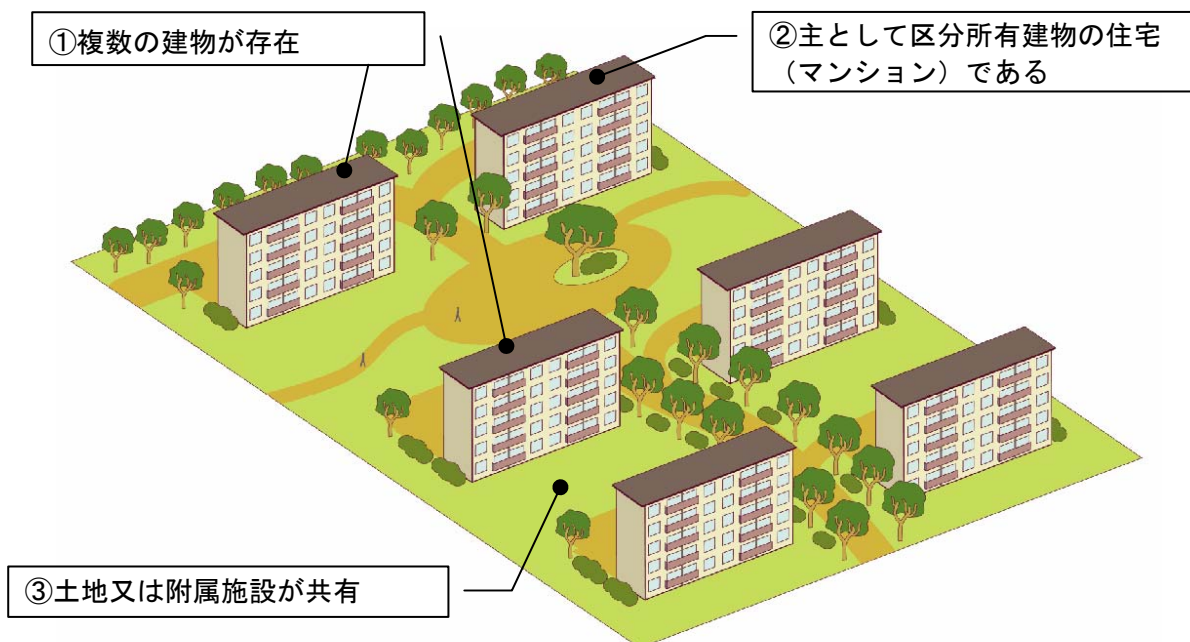 ①複数の建物が存在
②主として区分所有建物の住宅
（マンション）である
③土地又は附属施設が共有